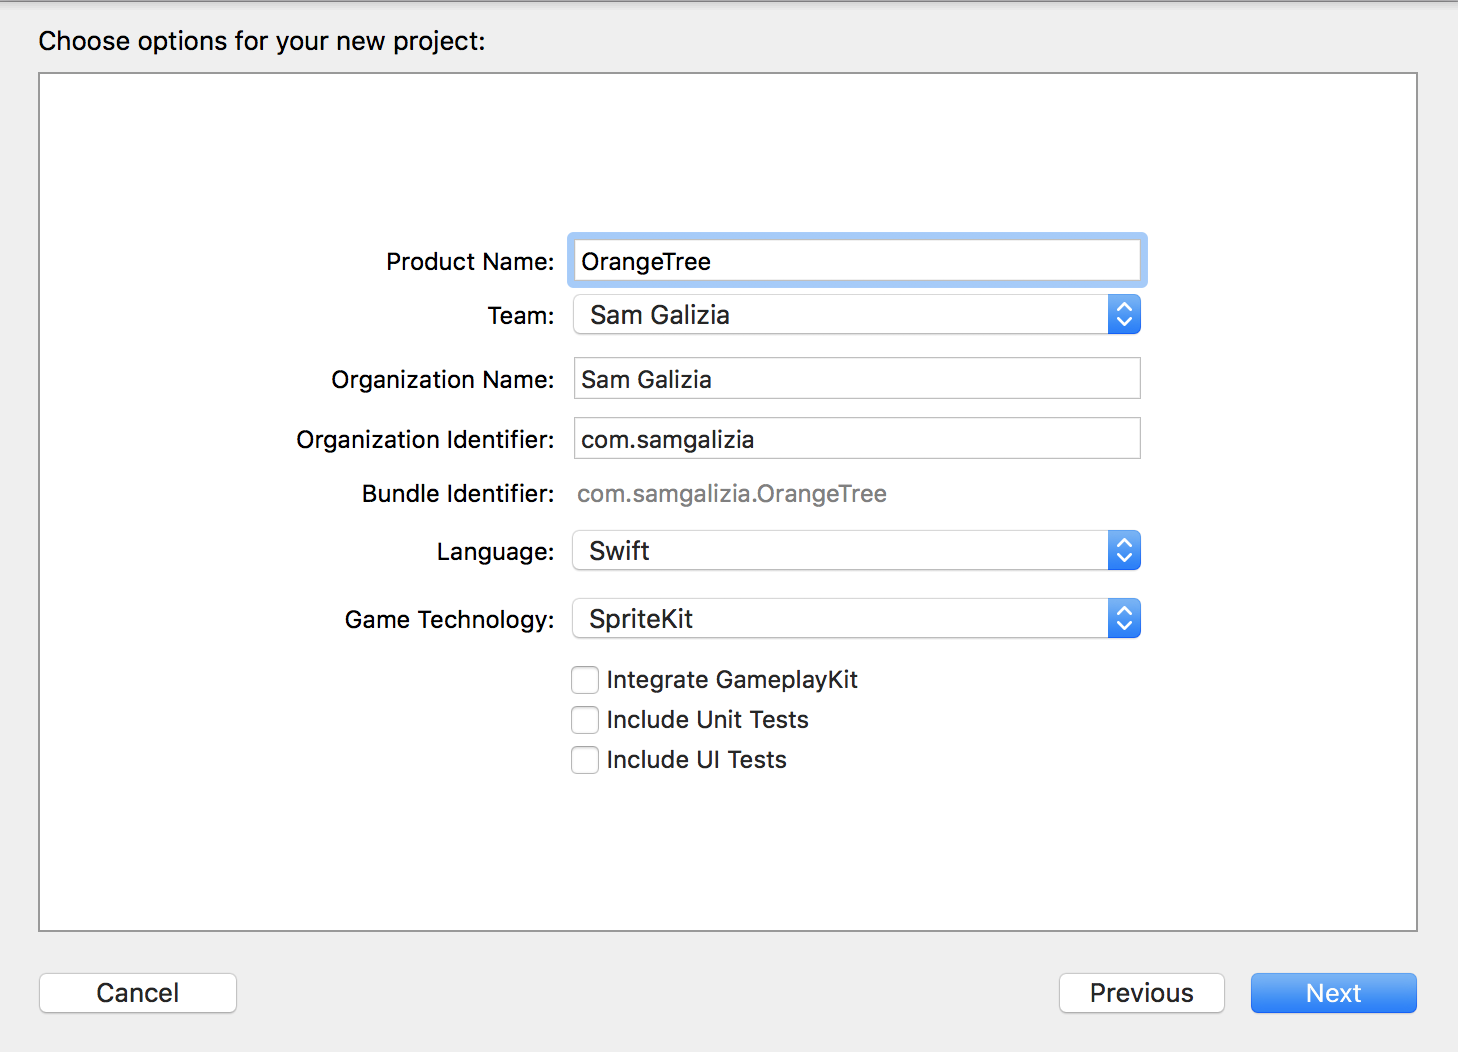 Choose options for your new project:
Product Name: OrangeTree
Team: Sam Galizia
Organization Name: Sam Galizia
Organization Identifier: com.samgalizia
Bundle Identifier: com.samgalizia.OrangeTree
Language: Swift
Game Technology: SpriteKit
Integrate GameplayKit
Include Unit Tests
Include UI Tests
Cancel Previous Next